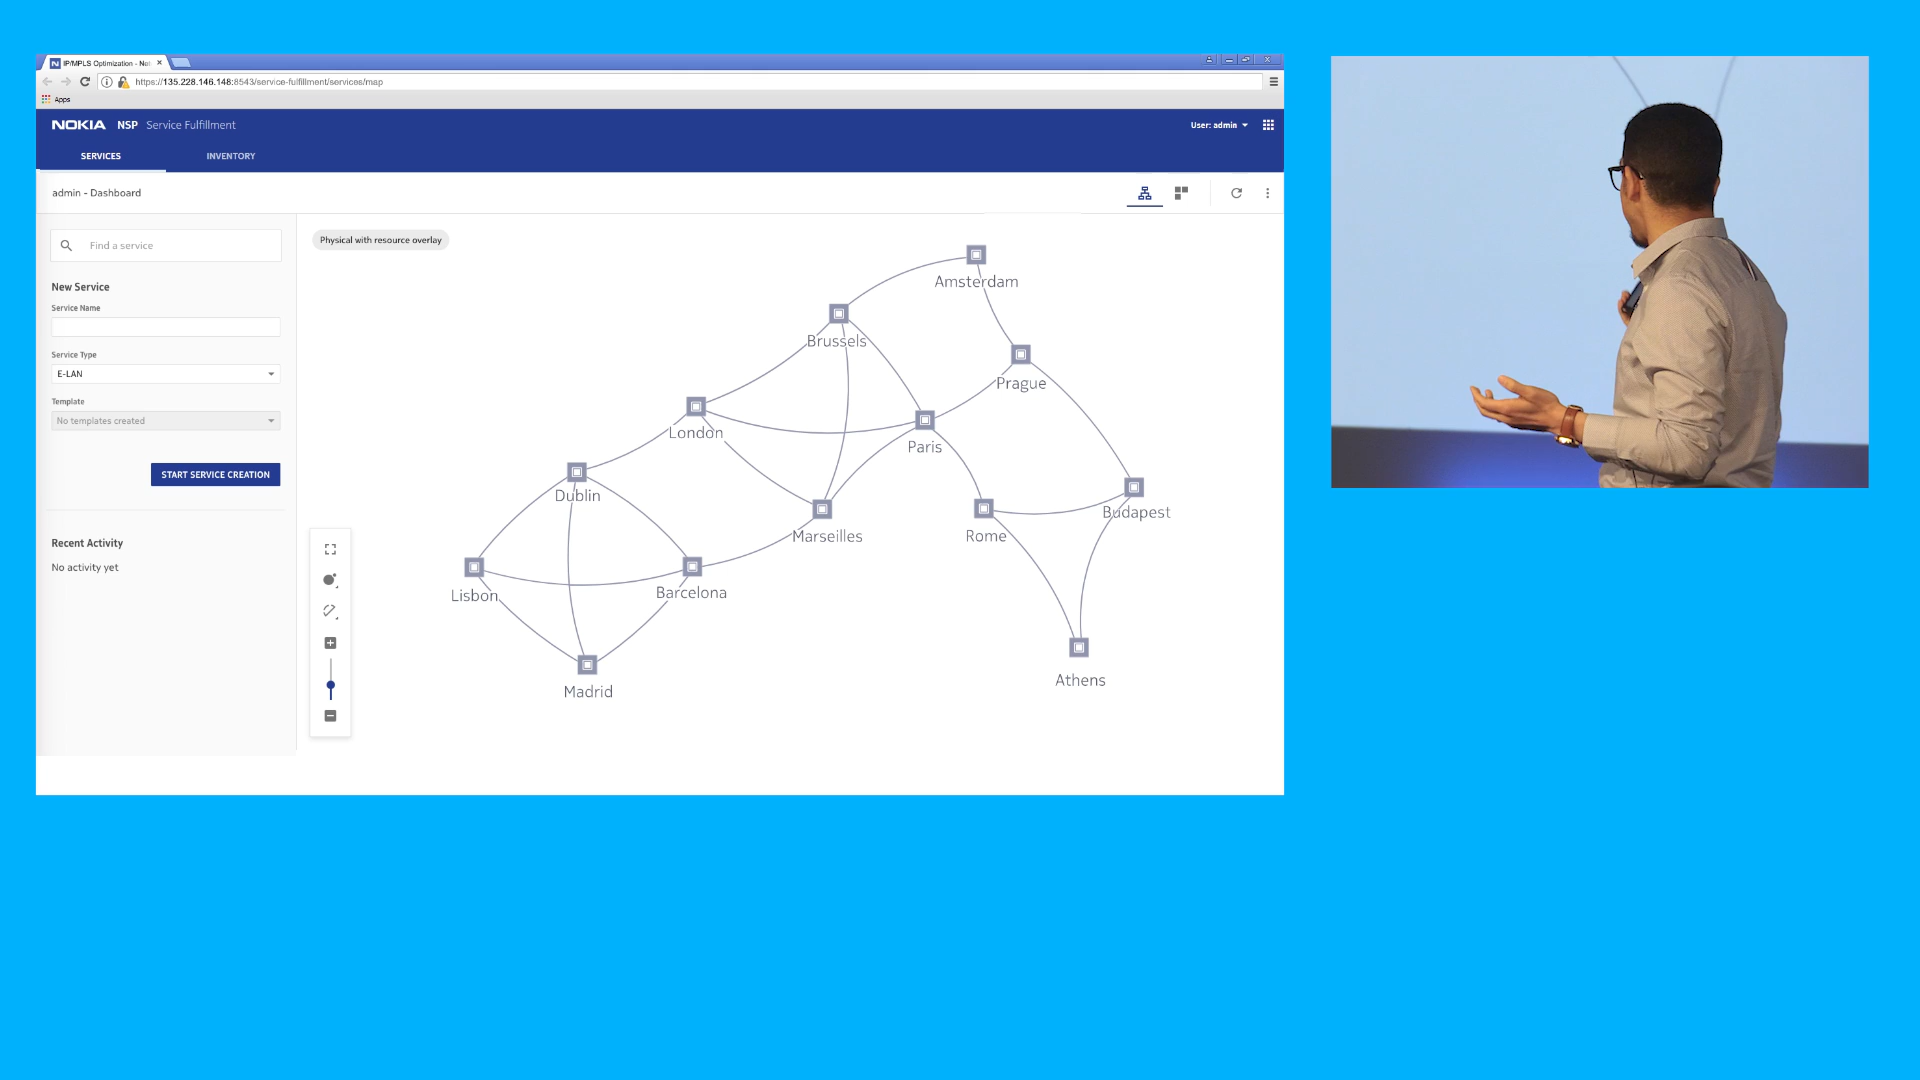 IP/MPLS Optimization - Net
https://135.228.146.148:8543/service-fulfillment/services/map
Apps
NOKIA NSP Service Fulfillment
User: admin
SERVICES INVENTORY
admin - Dashboard
Find a service
New Service
Service Name
Service Type
E-LAN
Template
No templates created
START SERVICE CREATION
Recent Activity
No activity yet
Physical with resource overlay
Amsterdam
Brussels
Prague
London
Paris
Dublin
Budapest
Marseilles
Rome
Lisbon
Barcelona
Athens
Madrid